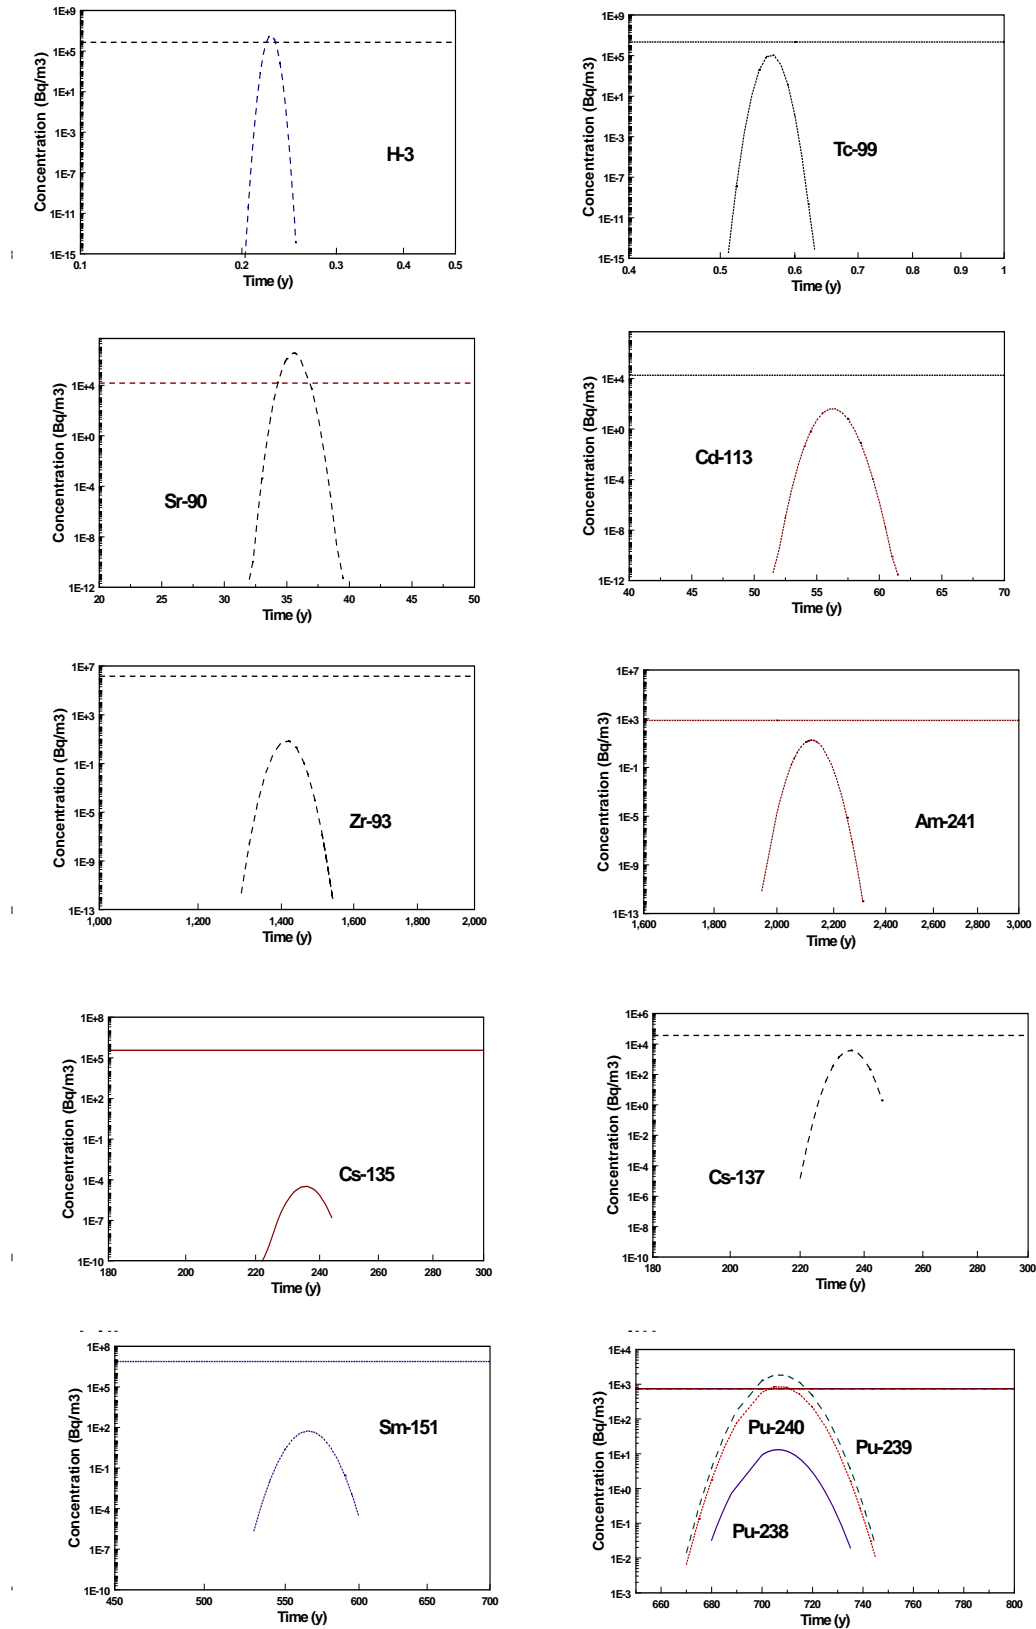 Concentration (Bq/m3)
1E+9
1E+5
1E+1
1E-3
1E-7
1E-11
1E-15
H-3
0.1
0.2
0.3
0.4
0.5
Time (y)
Concentration (Bq/m3)
1E+9
1E+5
1E+1
1E-3
1E-7
1E-11
1E-15
Tc-99
0.4
0.5
0.6
0.7
0.8
0.9
1
Time (y)
Concentration (Bq/m3)
1E+4
1E+0
1E-4
1E-8
1E-12
Sr-90
20
25
30
35
40
45
50
Time (y)
Concentration (Bq/m3)
1E+4
1E+0
1E-4
1E-8
1E-12
Cd-113
40
45
50
55
60
65
70
Time (y)
Concentration (Bq/m3)
1E+7
1E+3
1E-1
1E-5
1E-9
1E-13
Zr-93
1,000
1,200
1,400
1,600
1,800
2,000
Time (y)
Concentration (Bq/m3)
1E+7
1E+3
1E-1
1E-5
1E-9
1E-13
Am-241
1,600
1,800
2,000
2,200
2,400
2,600
2,800
3,000
Time (y)
Concentration (Bq/m3)
1E+8
1E+5
1E+2
1E-1
1E-4
1E-7
1E-10
Cs-135
180
200
220
240
260
280
300
Time (y)
Concentration (Bq/m3)
1E+6
1E+4
1E+2
1E+0
1E-2
1E-4
1E-6
1E-8
1E-10
Cs-137
180
200
220
240
260
280
300
Time (y)
Concentration (Bq/m3)
1E+8
1E+5
1E+2
1E-1
1E-4
1E-7
1E-10
Sm-151
450
500
550
600
650
700
Time (y)
Concentration (Bq/m3)
1E+4
1E+3
1E+2
1E+1
1E+0
1E-1
1E-2
1E-3
Pu-240
Pu-239
Pu-238
660
680
700
720
740
760
780
800
Time (y)